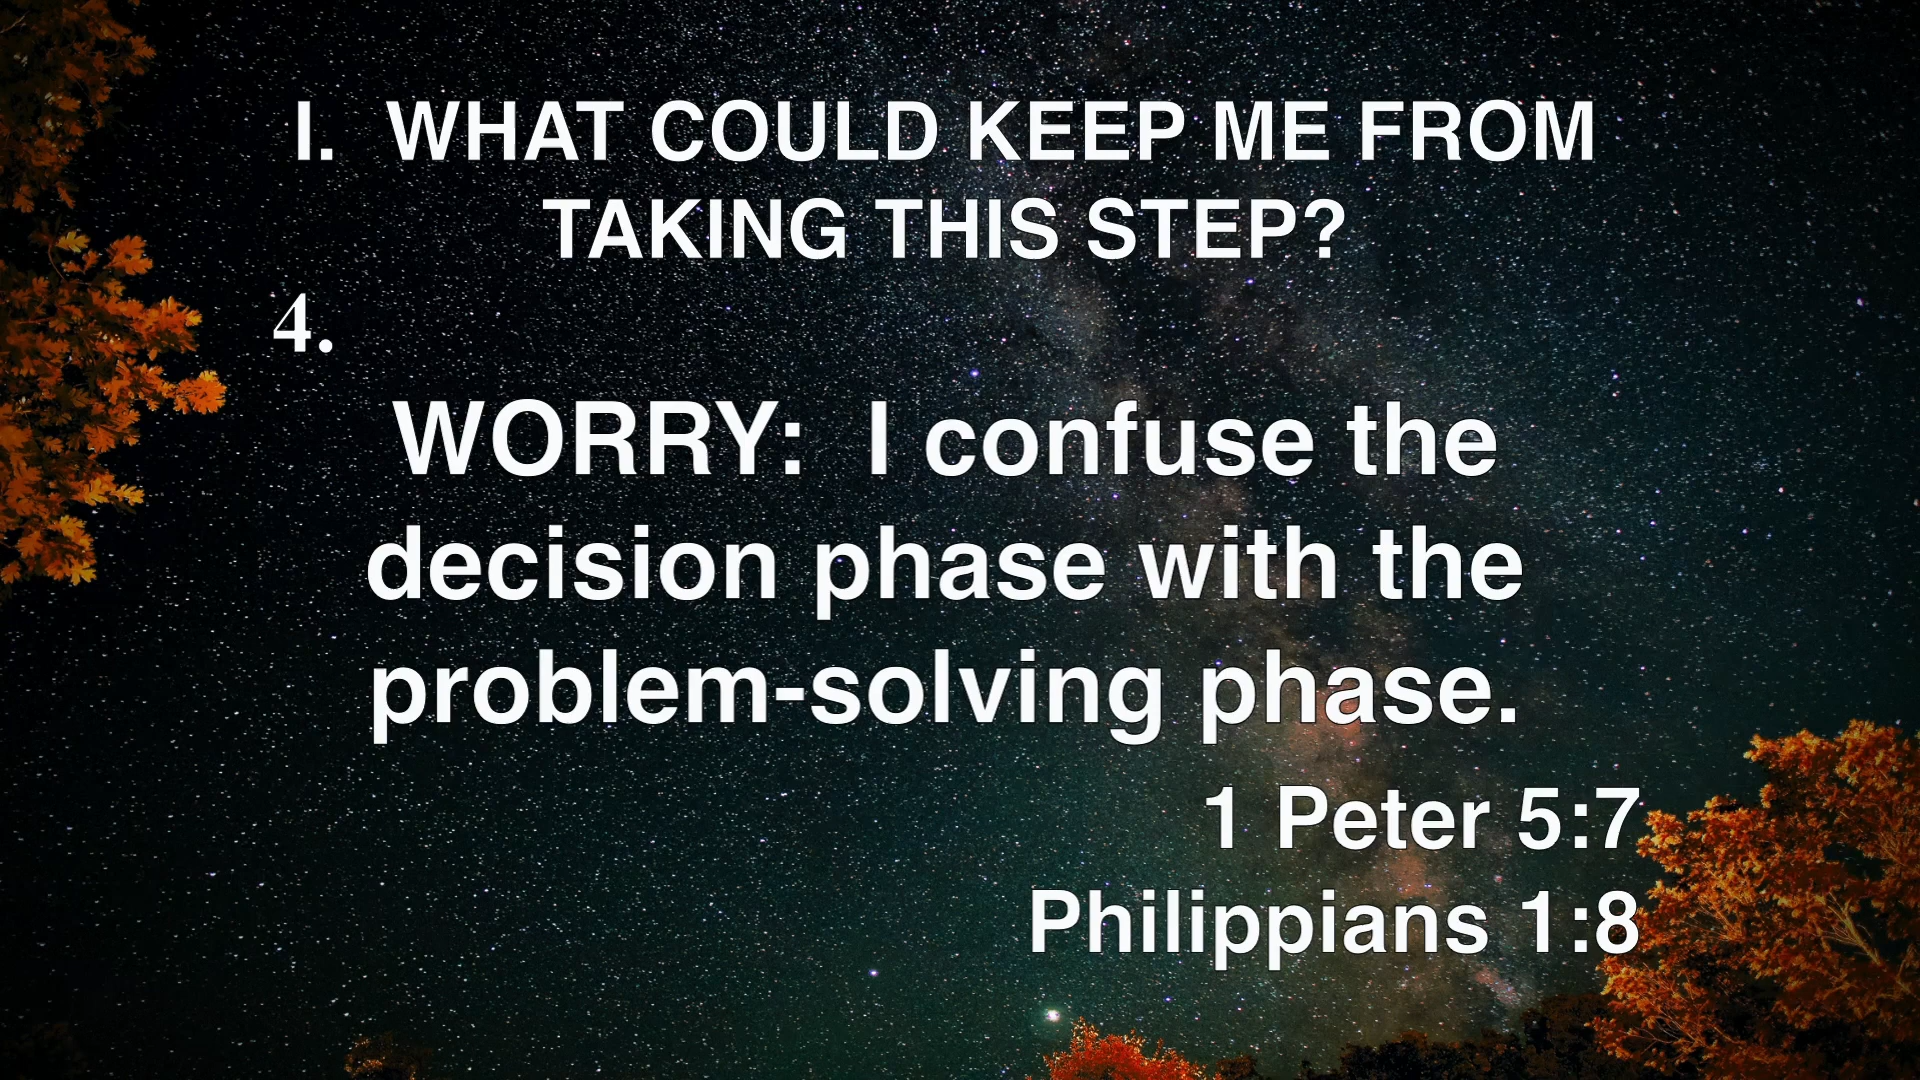 I. WHAT COULD KEEP ME FROM
TAKING THIS STEP?
4.
WORRY: I confuse the
decision phase with the
problem-solving phase.
1 Peter 5:7
Philippians 1:8